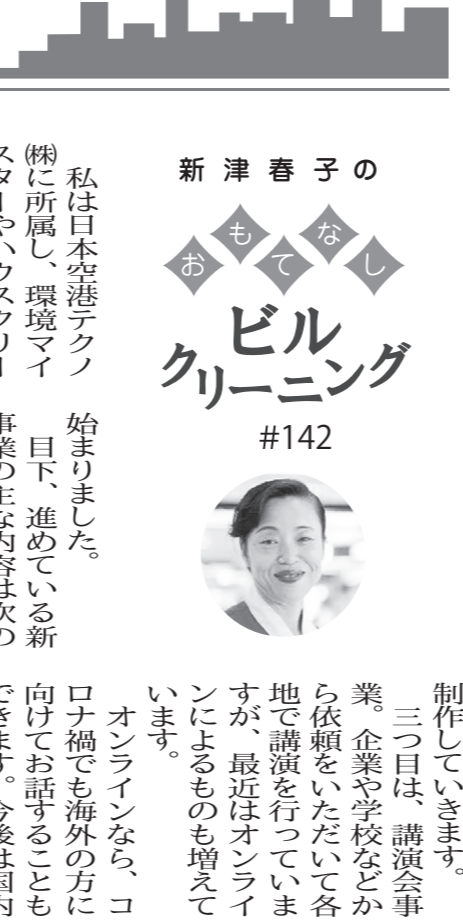 新津春子の
おもてなし
ビル
クリーニング
#142
私は日本空港テクノ
㈱に所属し、環境マイ
スターやハウスクリー
始まりました。
目下、進めている新
事業の主な内容は次の
制作していきます。
三つ目は、講演会事
業。企業や学校などか
ら依頼をいただいて各
地で講演を行っていま
すが、最近はオンライ
ンによるものも増えて
います。
オンラインなら、コ
ロナ禍でも海外の方に
向けてお話することも
できます。今後は国内